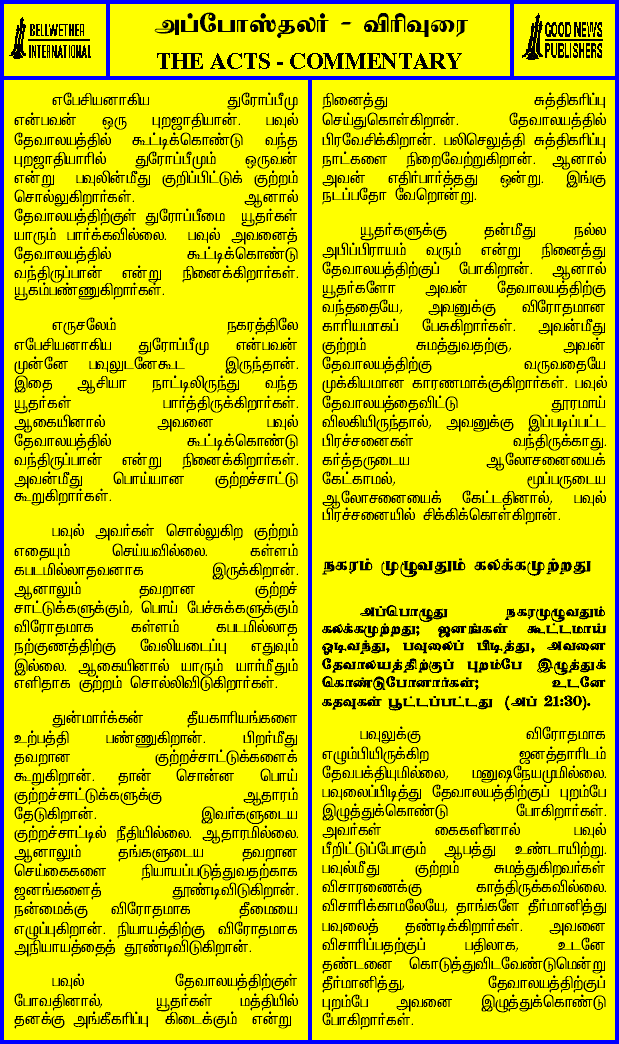 BELLWETHER
INTERNATIONAL
அப்போஸ்தலர் - விரிவுரை
THE ACTS - COMMENTARY
GOOD NEWS
PUBLISHERS
எபேசியனாகிய துரோப்பீமு
என்பவன் ஒரு புறஜாதியான். பவுல்
தேவாலயத்தில் கூட்டிக்கொண்டு வந்த
புறஜாதியாரில் துரோப்பீமும் ஒருவன்
என்று பவுலின்மீது குறிப்பிட்டுக் குற்றம்
சொல்லுகிறார்கள். ஆனால்
தேவாலயத்திற்குள் துரோப்பீமை யூதர்கள்
யாரும் பார்க்கவில்லை. பவுல் அவனைத்
தேவாலயத்தில் கூட்டிக்கொண்டு
வந்திருப்பான் என்று நினைக்கிறார்கள்.
யூகம்பண்ணுகிறார்கள்.
எருசலேம் நகரத்திலே
எபேசியனாகிய துரோப்பீமு என்பவன்
முன்னே பவுலுடனேகூட இருந்தான்.
இதை ஆசியா நாட்டிலிருந்து வந்த
யூதர்கள் பார்த்திருக்கிறார்கள்.
ஆகையினால் அவனை பவுல்
தேவாலயத்தில் கூட்டிக்கொண்டு
வந்திருப்பான் என்று நினைக்கிறார்கள்.
அவன்மீது பொய்யான குற்றச்சாட்டு
கூறுகிறார்கள்.
பவுல் அவர்கள் சொல்லுகிற குற்றம்
எதையும் செய்யவில்லை. கள்ளம்
கபடமில்லாதவனாக இருக்கிறான்.
ஆனாலும் தவறான குற்றச்
சாட்டுக்களுக்கும், பொய் பேச்சுக்களுக்கும்
விரோதமாக கள்ளம் கபடமில்லாத
நற்குணத்திற்கு வேலியடைப்பு எதுவும்
இல்லை. ஆகையினால் யாரும் யார்மீதும்
எளிதாக குற்றம் சொல்லிவிடுகிறார்கள்.
துன்மார்க்கன் தீயகாரியங்களை
உற்பத்தி பண்ணுகிறான். பிறர்மீது
தவறான குற்றச்சாட்டுக்களைக்
கூறுகிறான். தான் சொன்ன பொய்
குற்றச்சாட்டுக்களுக்கு ஆதாரம்
தேடுகிறான். இவர்களுடைய
குற்றச்சாட்டில் நீதியில்லை. ஆதாரமில்லை.
ஆனாலும் தங்களுடைய தவறான
செய்கைகளை நியாயப்படுத்துவதற்காக
ஜனங்களைத் தூண்டிவிடுகிறான்.
நன்மைக்கு விரோதமாக தீமையை
எழுப்புகிறான். நியாயத்திற்கு விரோதமாக
அநியாயத்தைத் தூண்டிவிடுகிறான்.
பவுல் தேவாலயத்திற்குள்
போவதினால், யூதர்கள் மத்தியில்
தனக்கு அங்கீகரிப்பு கிடைக்கும் என்று
நினைத்து சுத்திகரிப்பு
செய்துகொள்கிறான். தேவாலயத்தில்
பிரவேசிக்கிறான். பலிசெலுத்தி சுத்திகரிப்பு
நாட்களை நிறைவேற்றுகிறான். ஆனால்
அவன் எதிர்பார்த்தது ஒன்று. இங்கு
நடப்பதோ வேறொன்று.
யூதர்களுக்கு தன்மீது நல்ல
அபிப்பிராயம் வரும் என்று நினைத்து
தேவாலயத்திற்குப் போகிறான். ஆனால்
யூதர்களோ அவன் தேவாலயத்திற்கு
வந்ததையே, அவனுக்கு விரோதமான
காரியமாகப் பேசுகிறார்கள். அவன்மீது
குற்றம் சுமத்துவதற்கு, அவன்
தேவாலயத்திற்கு வருவதையே
முக்கியமான காரணமாக்குகிறார்கள். பவுல்
தேவாலயத்தைவிட்டு தூரமாய்
விலகியிருந்தால், அவனுக்கு இப்படிப்பட்ட
பிரச்சனைகள் வந்திருக்காது.
கர்த்தருடைய ஆலோசனையைக்
கேட்காமல், மூப்பருடைய
ஆலோசனையைக் கேட்டதினால், பவுல்
பிரச்சனையில் சிக்கிக்கொள்கிறான்.
நகரம் முழுவதும் கலக்கமுற்றது
அப்பொழுது நகரமுழுவதும்
கலக்கமுற்றது; ஜனங்கள் கூட்டமாய்
ஓடிவந்து, பவுலைப் பிடித்து, அவனை
தேவாலயத்திற்குப் புறம்பே இழுத்துக்
கொண்டுபோனார்கள்; உடனே
கதவுகள் பூட்டப்பட்டது (அப் 21:30).
பவுலுக்கு விரோதமாக
எழும்பியிருக்கிற ஜனத்தாரிடம்
தேவபக்தியுமில்லை, மனுஷநேயமுமில்லை.
பவுலைப்பிடித்து தேவாலயத்திற்குப் புறம்பே
இழுத்துக்கொண்டு போகிறார்கள்.
அவர்கள் கைகளினால் பவுல்
பீறிட்டுப்போகும் ஆபத்து உண்டாயிற்று.
பவுல்மீது குற்றம் சுமத்துகிறவர்கள்
விசாரணைக்கு காத்திருக்கவில்லை.
விசாரிக்காமலேயே, தாங்களே தீர்மானித்து
பவுலைத் தண்டிக்கிறார்கள். அவனை
விசாரிப்பதற்குப் பதிலாக, உடனே
தண்டனை கொடுத்துவிடவேண்டுமென்று
தீர்மானித்து, தேவாலயத்திற்குப்
புறம்பே அவனை இழுத்துக்கொண்டு
போகிறார்கள்.